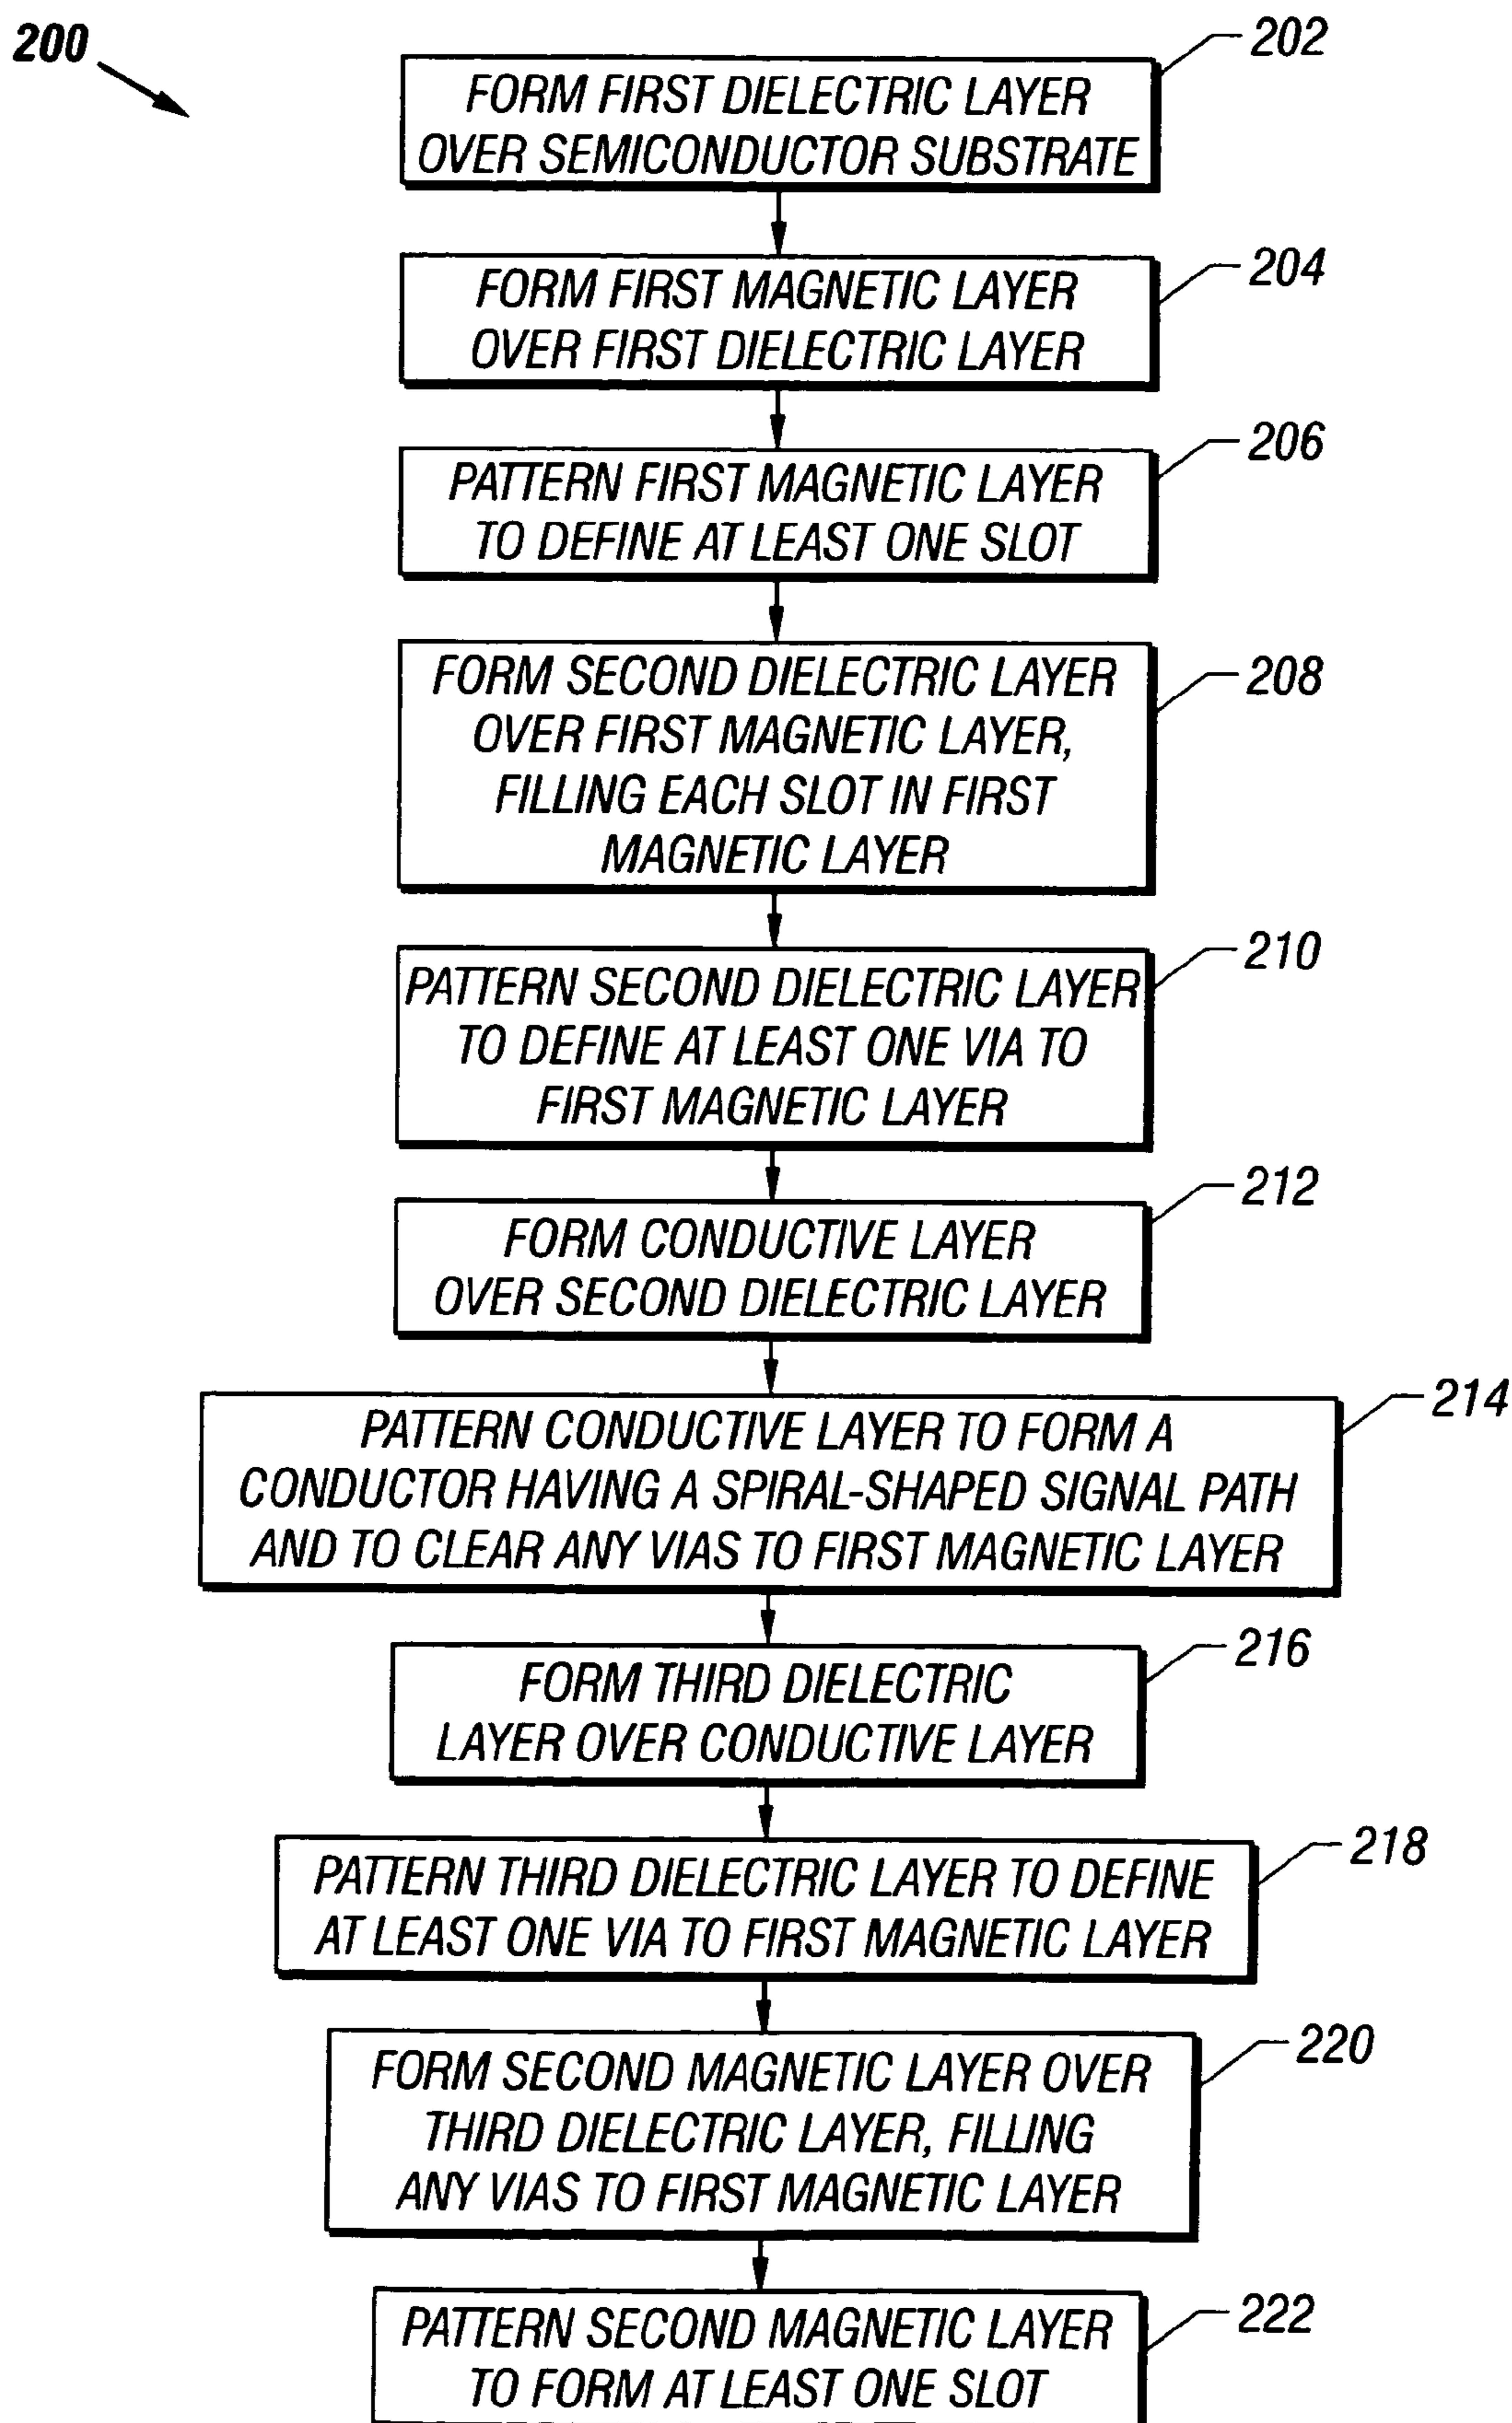 200
202
FORM FIRST DIELECTRIC LAYER
OVER SEMICONDUCTOR SUBSTRATE
204
FORM FIRST MAGNETIC LAYER
OVER FIRST DIELECTRIC LAYER
206
PATTERN FIRST MAGNETIC LAYER
TO DEFINE AT LEAST ONE SLOT
208
FORM SECOND DIELECTRIC LAYER
OVER FIRST MAGNETIC LAYER,
FILLING EACH SLOT IN FIRST
MAGNETIC LAYER
210
PATTERN SECOND DIELECTRIC LAYER
TO DEFINE AT LEAST ONE VIA TO
FIRST MAGNETIC LAYER
212
FORM CONDUCTIVE LAYER
OVER SECOND DIELECTRIC LAYER
214
PATTERN CONDUCTIVE LAYER TO FORM A
CONDUCTOR HAVING A SPIRAL-SHAPED SIGNAL PATH
AND TO CLEAR ANY VIAS TO FIRST MAGNETIC LAYER
216
FORM THIRD DIELECTRIC
LAYER OVER CONDUCTIVE LAYER
218
PATTERN THIRD DIELECTRIC LAYER TO DEFINE
AT LEAST ONE VIA TO FIRST MAGNETIC LAYER
220
FORM SECOND MAGNETIC LAYER OVER
THIRD DIELECTRIC LAYER, FILLING
ANY VIAS TO FIRST MAGNETIC LAYER
222
PATTERN SECOND MAGNETIC LAYER
TO FORM AT LEAST ONE SLOT